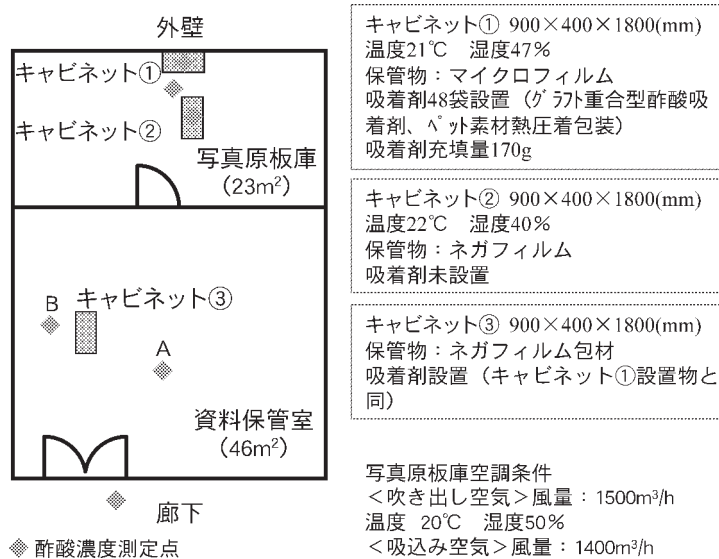 外壁
キャビネット①
キャビネット②
写真原板庫
(23m²)
B
キャビネット③
A
資料保管室
(46m²)
廊下
酢酸濃度測定点
キャビネット① 900×400×1800(mm)
温度21℃ 湿度47%
保管物：マイクロフィルム
吸着剤48袋設置（グラフト重合型酢酸吸
着剤、ペット素材熱圧着包装）
吸着剤充填量170g
キャビネット② 900×400×1800(mm)
温度22℃ 湿度40%
保管物：ネガフィルム
吸着剤未設置
キャビネット③ 900×400×1800(mm)
保管物：ネガフィルム包材
吸着剤設置（キャビネット①設置物と
同）
写真原板庫空調条件
＜吹き出し空気＞風量：1500m³/h
温度 20℃ 湿度50%
＜吸込み空気＞風量：1400m³/h